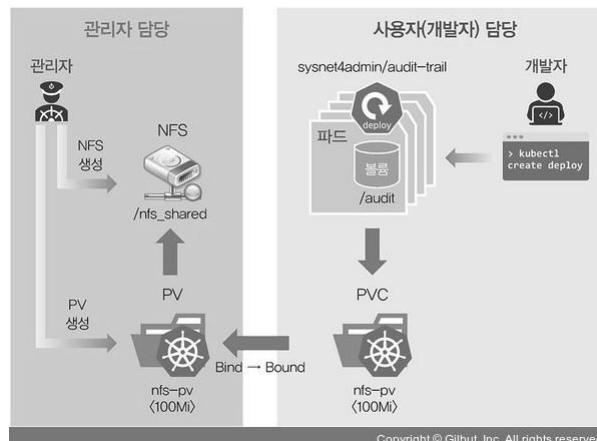 관리자 담당
관리자
NFS
생성
NFS
/nfs_shared
PV
생성
PV
nfs-pv
〈100Mi〉
Bind → Bound
사용자(개발자) 담당
sysnet4admin/audit-trail
deploy
파드
볼륨
/audit
개발자
</>
> kubectl
create deploy
PVC
nfs-pv
〈100Mi〉
Copyright © Gilbut, Inc. All rights reserved